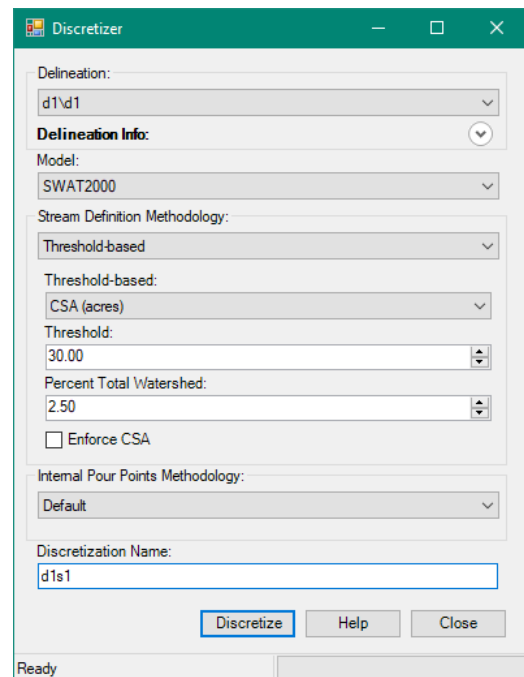 Discretizer
Delineation:
d1\d1
Delineation Info:
Model:
SWAT2000
Stream Definition Methodology:
Threshold-based
Threshold-based:
CSA (acres)
Threshold:
30.00
Percent Total Watershed:
2.50
Enforce CSA
Internal Pour Points Methodology:
Default
Discretization Name:
d1s1
Discretize Help Close
Ready